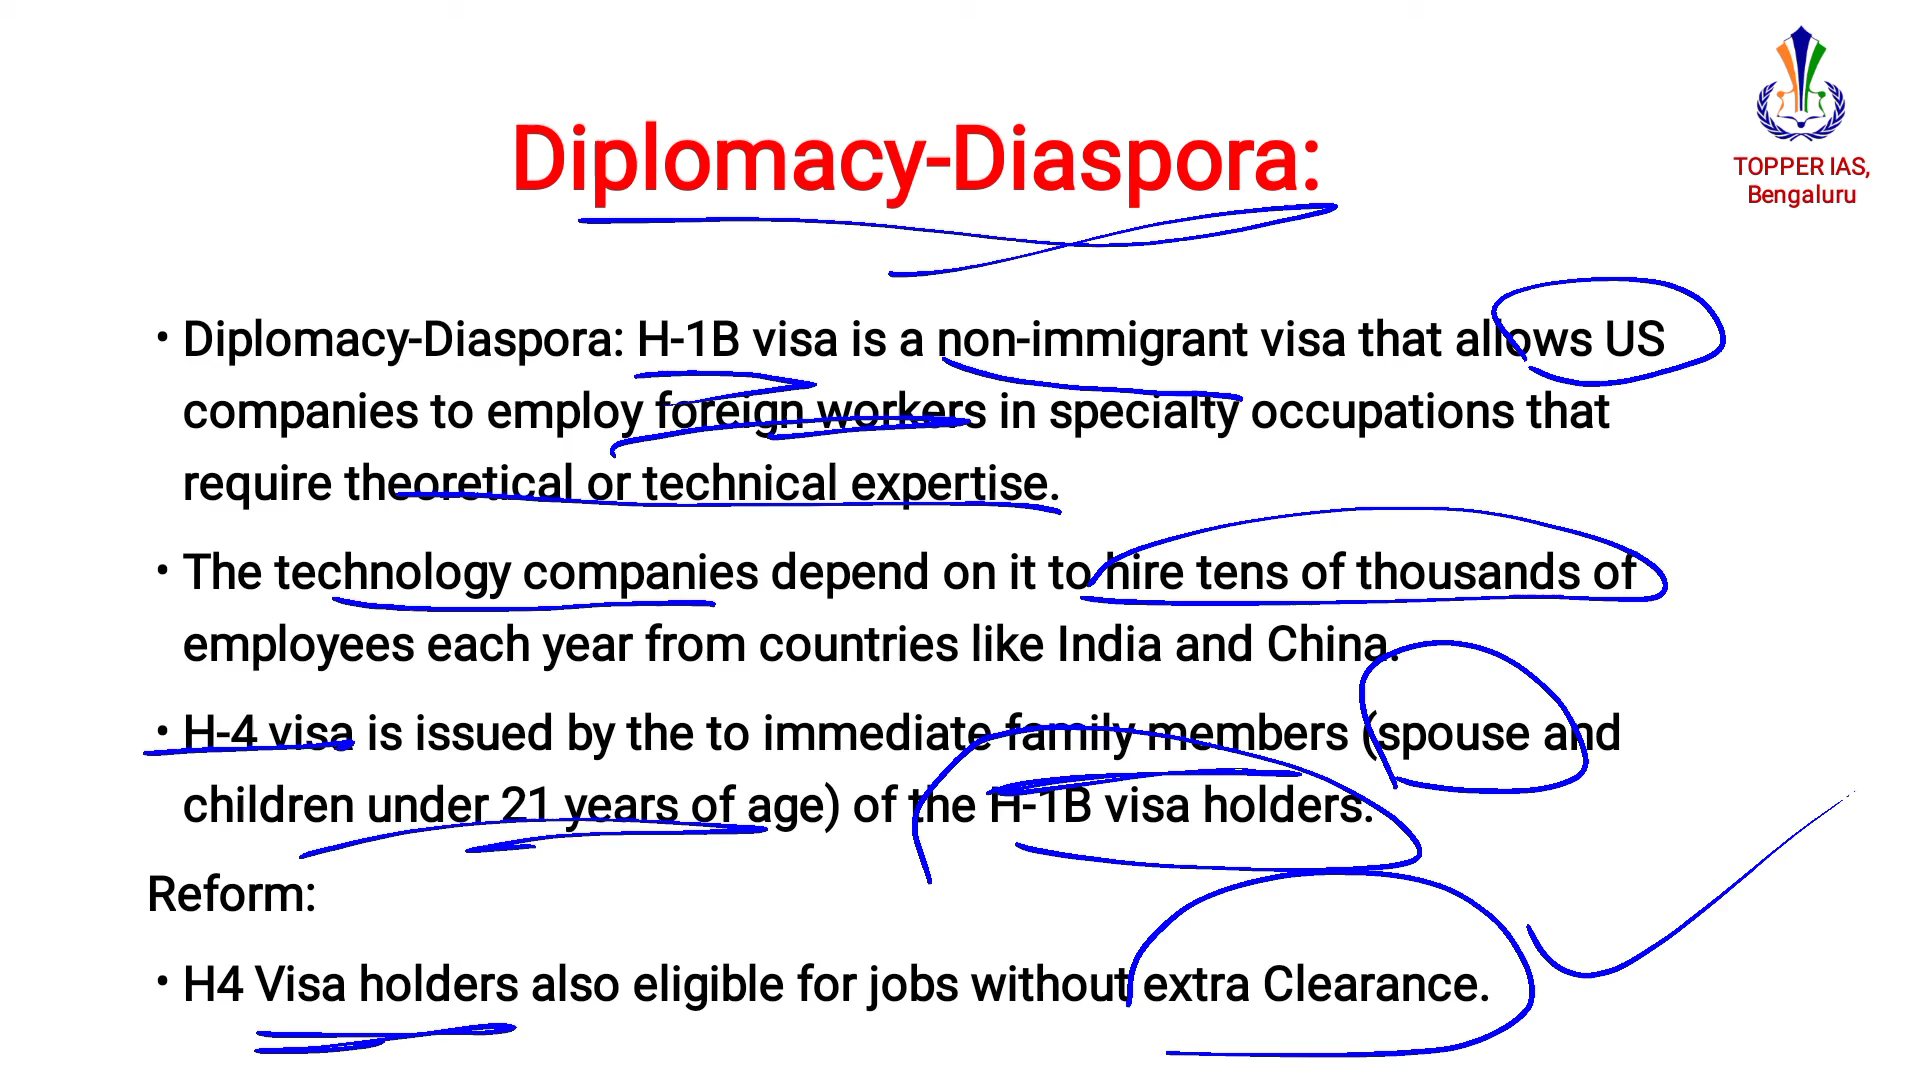 TOPPER IAS,
Bengaluru
Diplomacy-Diaspora:
• Diplomacy-Diaspora: H-1B visa is a non-immigrant visa that allows US
companies to employ foreign workers in specialty occupations that
require theoretical or technical expertise.
• The technology companies depend on it to hire tens of thousands of
employees each year from countries like India and China.
• H-4 visa is issued by the to immediate family members (spouse and
children under 21 years of age) of the H-1B visa holders.
Reform:
• H4 Visa holders also eligible for jobs without extra Clearance.